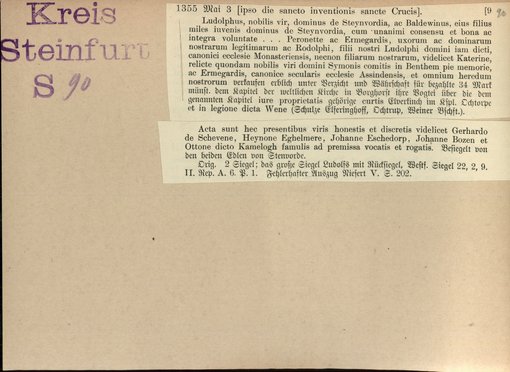 Kreis
Steinfurt
S 90
1355 Mai 3 [ipso die sancto inventionis sancte Crucis]. [9 90
Ludolphus, nobilis vir, dominus de Steynvordia, ac Baldewinus, eius filius
miles iuvenis dominus de Steynvordia, cum unanimi consensu et bona ac
integra voluntate . . . Peronette ac Ermegardis, uxorum ac dominarum
nostrarum legitimarum ac Rodolphi, filii nostri Ludolphi domini iam dicti,
canonici ecclesie Monasteriensis, necnon filiarum nostrarum, videlicet Katerine,
relicte quondam nobilis viri domini Symonis comitis in Benthem pie memorie,
ac Ermegardis, canonice secularis ecclesie Assindensis, et omnium heredum
nostrorum verkaufen erblich unter Verzicht und Währschaft für bezahlte 34 Mark
münst. dem Kapitel der weltlichen Kirche in Borghorst ihre Vogtei über die dem
genannten Kapitel iure proprietatis gehörige curtis Elverkinch im Kspl. Ochtorpe
et in legione dicta Wene (Schulze Elferinghoff, Ochtrup, Weiner Bschft.).
Acta sunt hec presentibus viris honestis et discretis videlicet Gerhardo
de Schevene, Heynone Eghelmere, Johanne Eschedorp, Johanne Bozen et
Ottone dicto Kamelogh famulis ad premissa vocatis et rogatis. Besiegelt von
den beiden Edlen von Stenvorde.
Orig. 2 Siegel; das große Siegel Ludolfs mit Rücksiegel, Westf. Siegel 22, 2, 9.
II. Rep. A. 6. P. 1. Fehlerhafter Auszug Niesert V. S. 202.